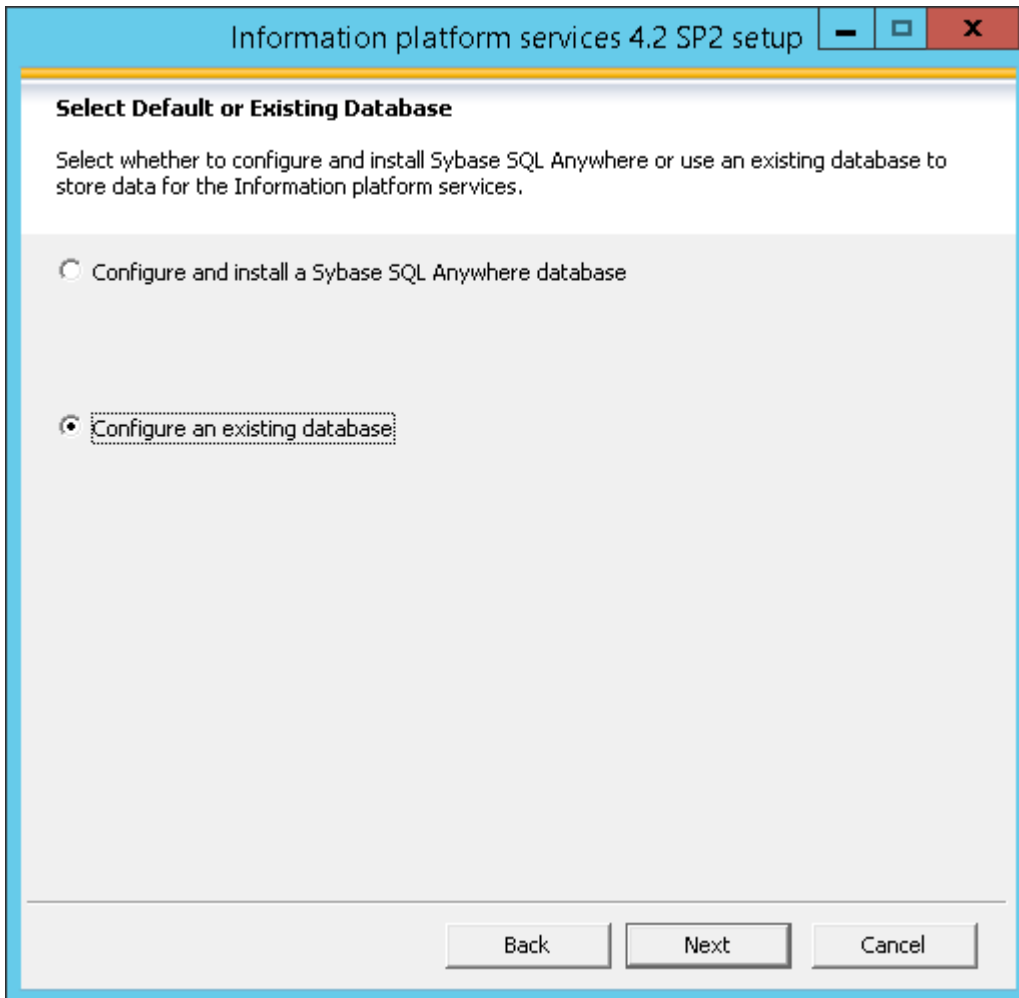 Information platform services 4.2 SP2 setup
Select Default or Existing Database
Select whether to configure and install Sybase SQL Anywhere or use an existing database to
store data for the Information platform services.
Configure and install a Sybase SQL Anywhere database
Configure an existing database
Back Next Cancel